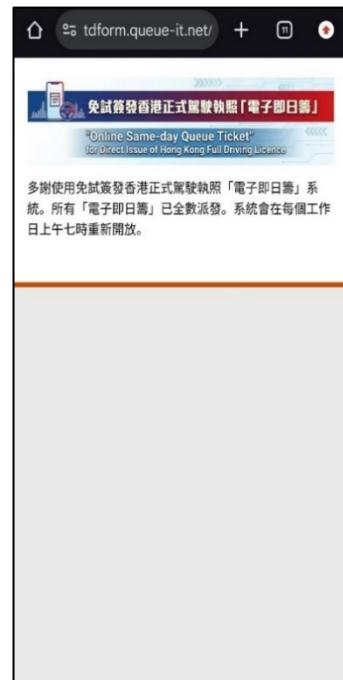 tdform.queue-it.net/
11
免試簽發香港正式駕駛執照「電子即日籌」
"Online Same-day Queue Ticket"
for Direct Issue of Hong Kong Full Driving Licence
多謝使用免試簽發香港正式駕駛執照「電子即日籌」系
統。所有「電子即日籌」已全數派發。系統會在每個工作
日上午七時重新開放。